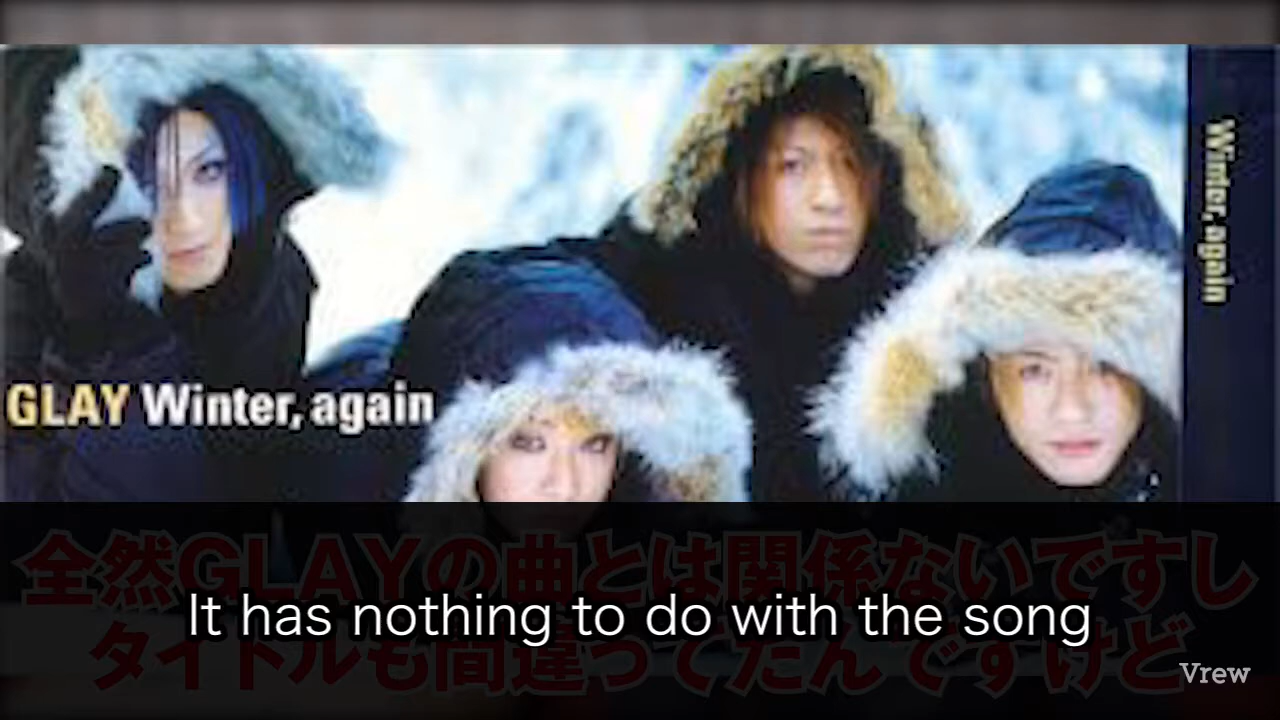 Winter, again
GLAY Winter, again
全然GLAYの曲とは関係ないですし
It has nothing to do with the song
タイトルも間違ってたんですけど
Vrew